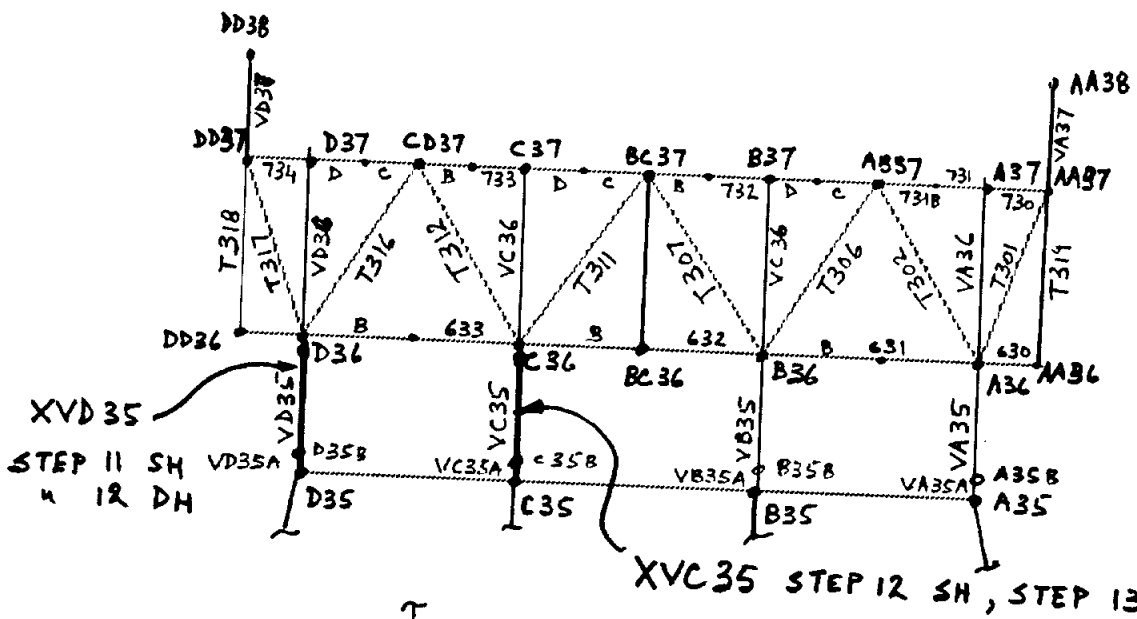 DD38
AA38
VD37
VA37
DD37 D37 CD37 C37 BC37 B37 AB37 A37 AA37
734 D C B 733 D C B 732 D C 731B 731 730
T318 T317 VD36 T316 T312 VC36 T311 T307 VC36 T306 T302 VA36 T301 T314
DD36 B 633 B 632 B 631 630
D36 C36 BC36 B36 A36 AA36
XVD35 VD35 VC35 VB35 VA35
STEP 11 SH VD35A D35B VC35A C35B VB35A B35B VA35A A35B
" 12 DH D35 C35 B35 A35
XVC35 STEP 12 SH, STEP 13